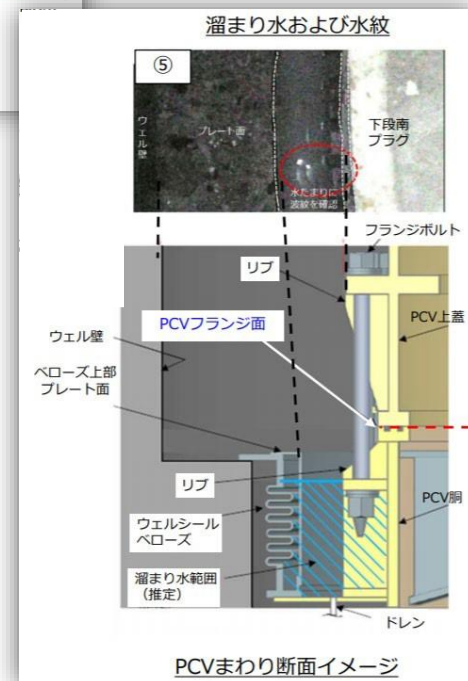 溜まり水および水紋
⑤
ウェル壁
プレート面
水たまりに
波紋を確認
下段南
プラグ
フランジボルト
リブ
PCVフランジ面
PCV上蓋
ウェル壁
ベローズ上部
プレート面
リブ
PCV胴
ウェルシール
ベローズ
溜まり水範囲
（推定）
ドレン
PCVまわり断面イメージ